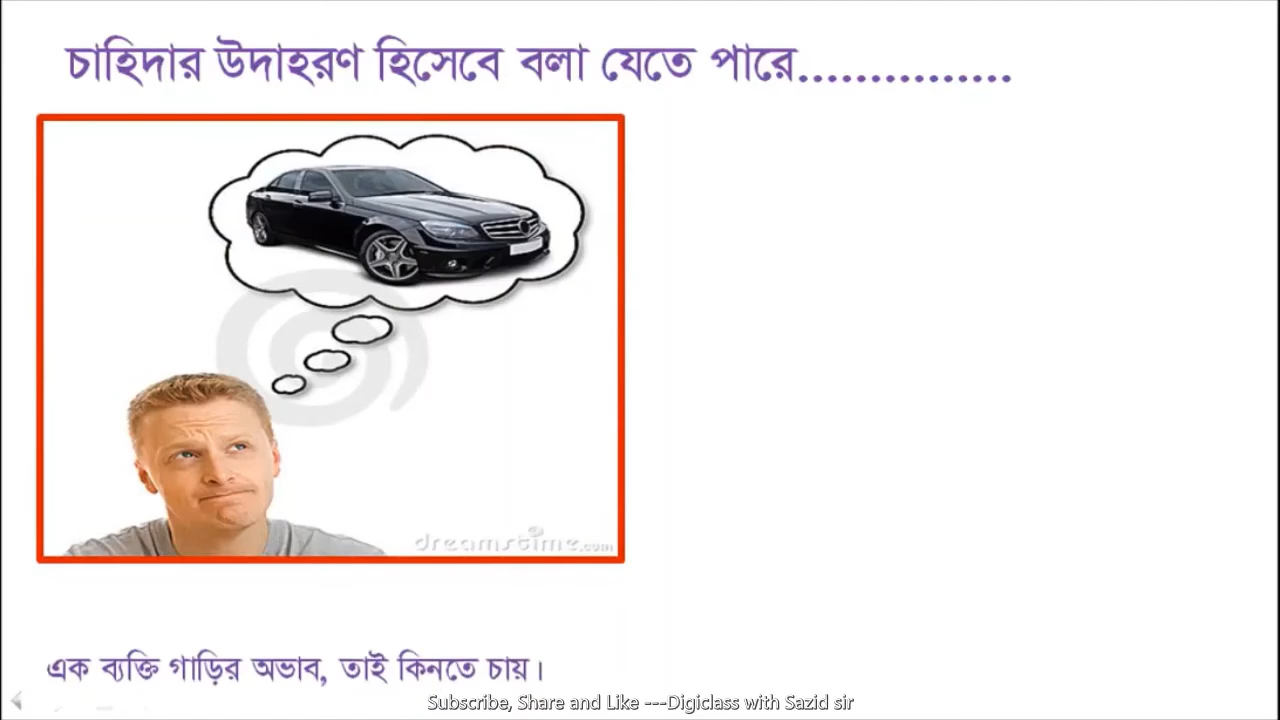 চাহিদার উদাহরণ হিসেবে বলা যেতে পারে...............
dreamstime.com
এক ব্যক্তি গাড়ির অভাব, তাই কিনতে চায়।
Subscribe, Share and Like ---Digiclass with Sazid sir